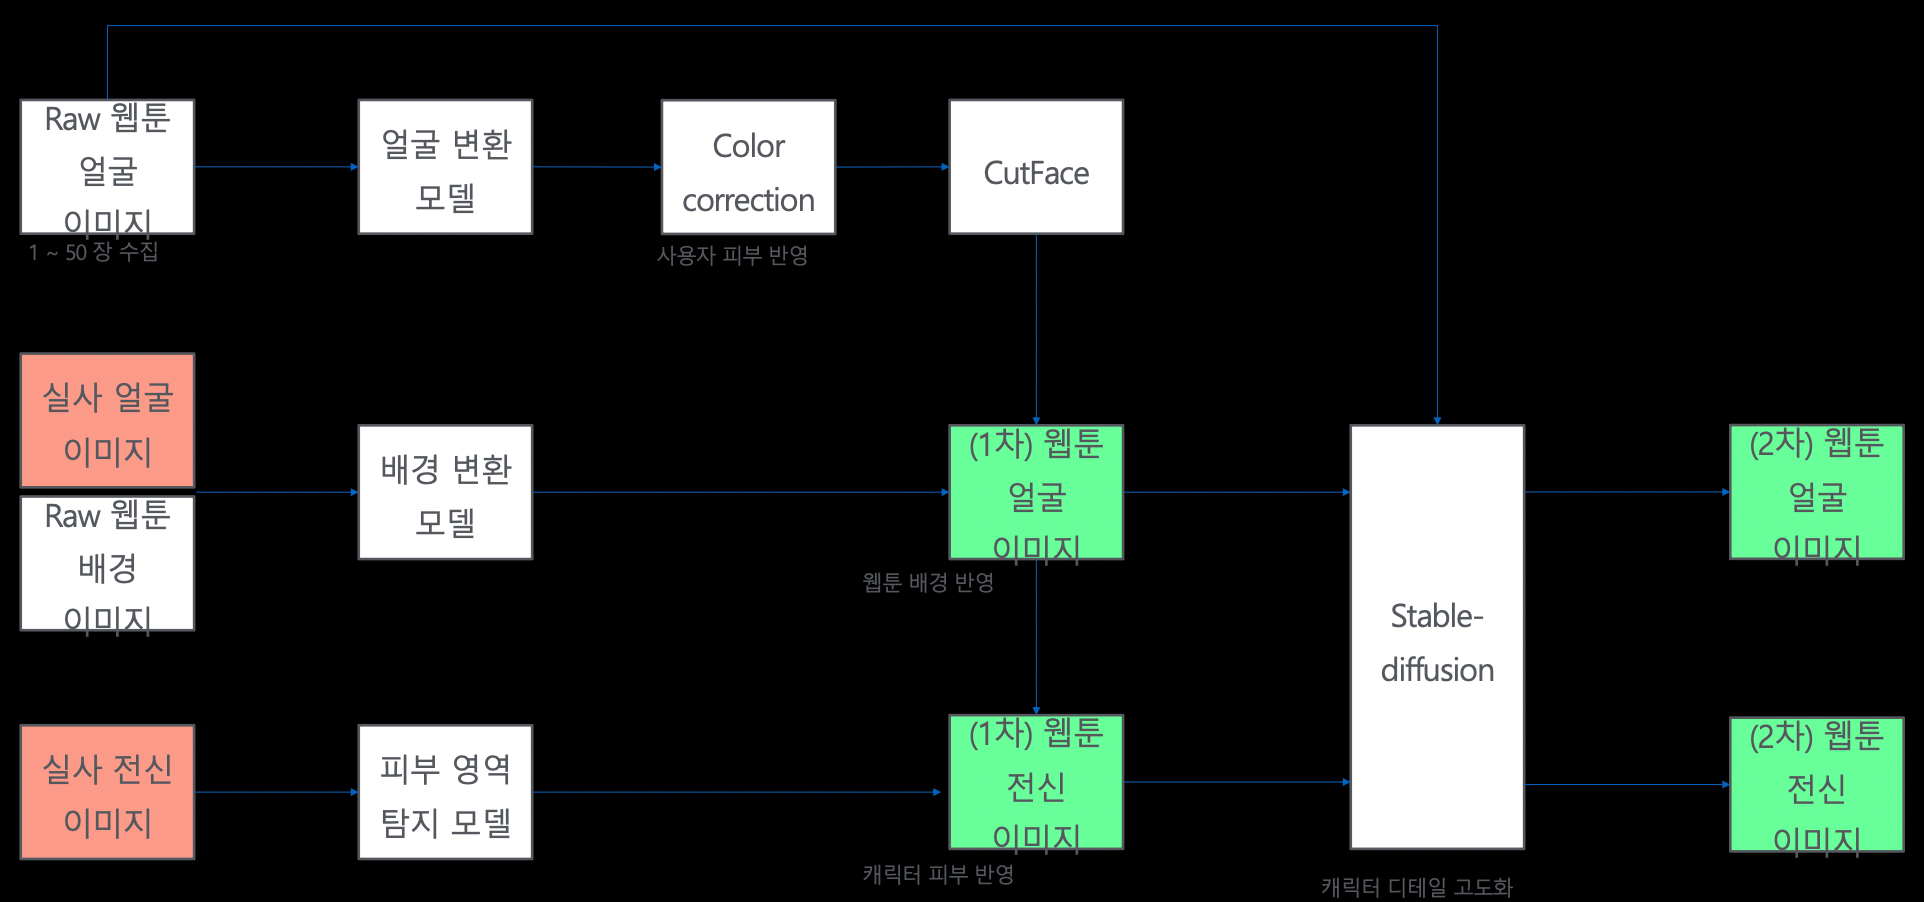 Raw 웹툰
얼굴
이미지
1 ~ 50 장 수집
얼굴 변환
모델
Color
correction
사용자 피부 반영
CutFace
실사 얼굴
이미지
Raw 웹툰
배경
이미지
배경 변환
모델
(1차) 웹툰
얼굴
이미지
웹툰 배경 반영
Stable-
diffusion
캐릭터 디테일 고도화
(2차) 웹툰
얼굴
이미지
실사 전신
이미지
피부 영역
탐지 모델
(1차) 웹툰
전신
이미지
캐릭터 피부 반영
(2차) 웹툰
전신
이미지